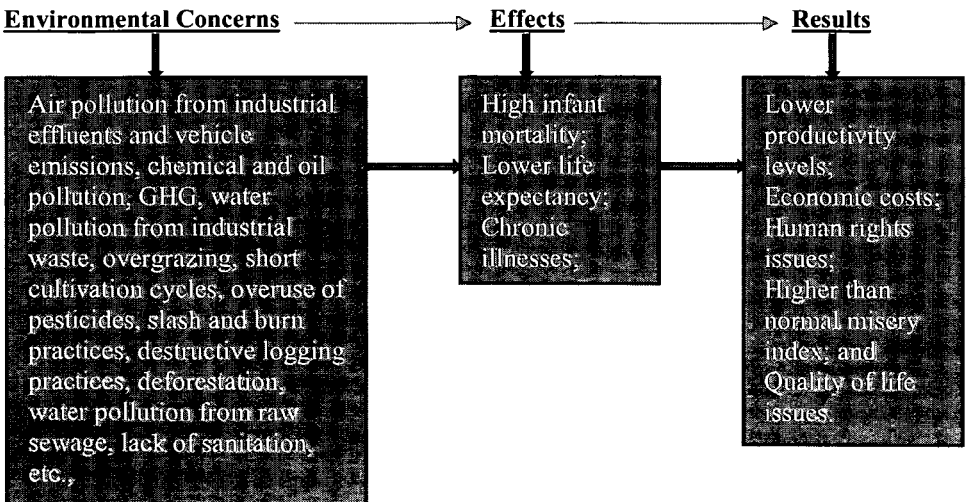 Environmental Concerns
Effects
Results
Air pollution from industrial
effluents and vehicle
emissions, chemical and oil
pollution, GHG, water
pollution from industrial
waste, overgrazing, short
cultivation cycles, overuse of
pesticides, slash and burn
practices, destructive logging
practices, deforestation,
water pollution from raw
sewage, lack of sanitation,
etc.,
High infant
mortality;
Lower life
expectancy;
Chronic
illnesses;
Lower
productivity
levels;
Economic costs;
Human rights
issues;
Higher than
normal misery
index; and
Quality of life
issues.